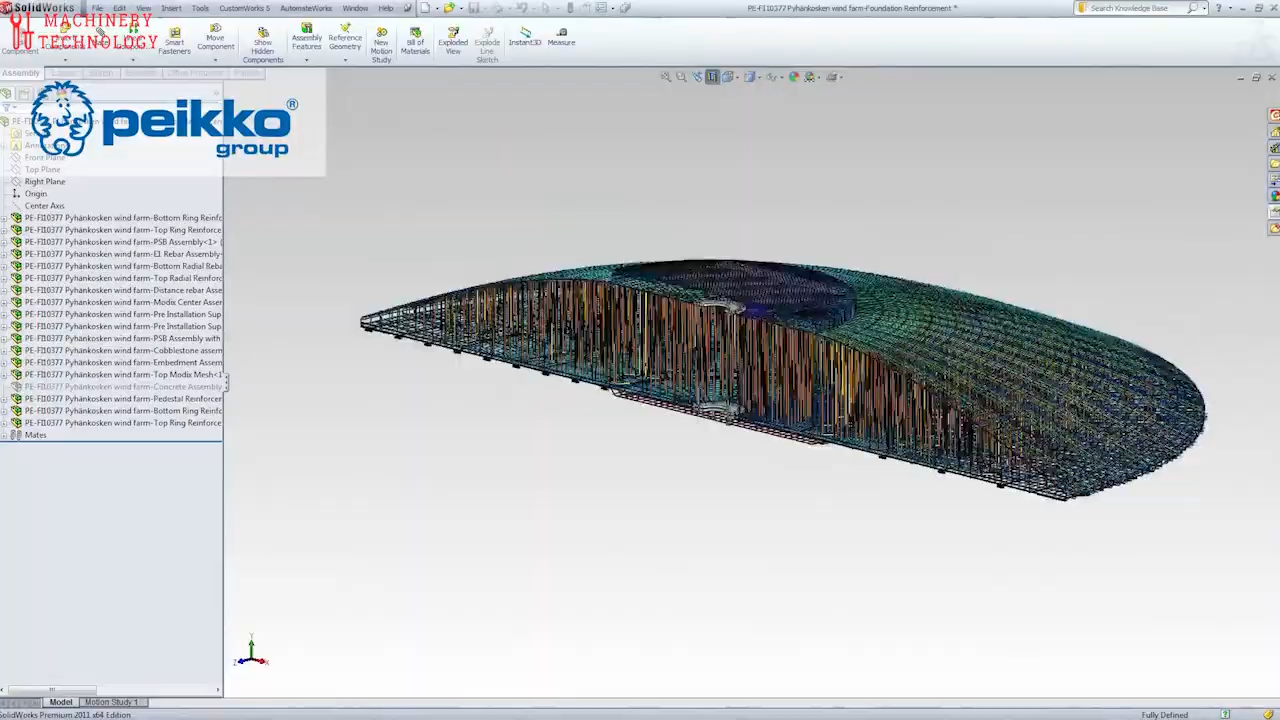 SolidWorks File Edit View Insert Tools CustomWorks 5 AutomateWorks Window Help PE-FI10377 Pyhänkosken wind farm-Foundation Reinforcement * Search Knowledge Base
MACHINERY
TECHNOLOGY
Component
Smart Fasteners
Move Component
Show Hidden Components
Assembly Features
Reference Geometry
New Motion Study
Bill of Materials
Exploded View
Explode Line Sketch
Instant3D
Measure
Assembly
peikko®
group
Front Plane
Top Plane
Right Plane
Origin
Center Axis
PE-FI10377 Pyhänkosken wind farm-Bottom Ring Reinfc
PE-FI10377 Pyhänkosken wind farm-Top Ring Reinforce
PE-FI10377 Pyhänkosken wind farm-PSB Assembly<1> (
PE-FI10377 Pyhänkosken wind farm-E1 Rebar Assembly
PE-FI10377 Pyhänkosken wind farm-Bottom Radial Reba
PE-FI10377 Pyhänkosken wind farm-Top Radial Reinforc
PE-FI10377 Pyhänkosken wind farm-Distance rebar Asse
PE-FI10377 Pyhänkosken wind farm-Modix Center Asser
PE-FI10377 Pyhänkosken wind farm-Pre Installation Sup
PE-FI10377 Pyhänkosken wind farm-Pre Installation Sup
PE-FI10377 Pyhänkosken wind farm-PSB Assembly with
PE-FI10377 Pyhänkosken wind farm-Cobblestone assem
PE-FI10377 Pyhänkosken wind farm-Embedment Assem
PE-FI10377 Pyhänkosken wind farm-Top Modix Mesh<1
PE-FI10377 Pyhänkosken wind farm-Concrete Assembly
PE-FI10377 Pyhänkosken wind farm-Pedestal Reinforcer
PE-FI10377 Pyhänkosken wind farm-Bottom Ring Reinfc
PE-FI10377 Pyhänkosken wind farm-Top Ring Reinforce
Mates
Y
Z X
Model Motion Study 1
SolidWorks Premium 2011 x64 Edition Fully Defined